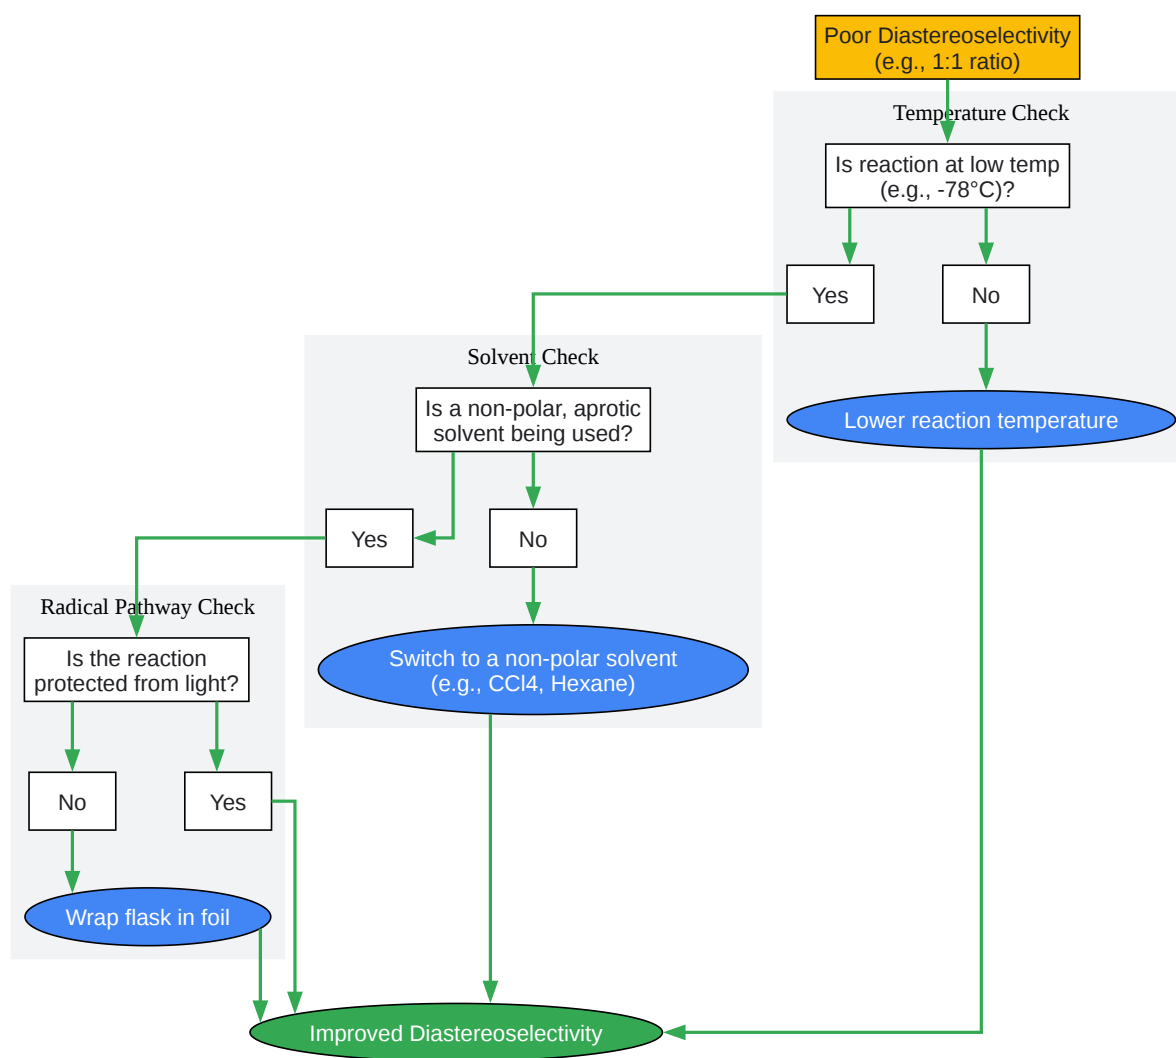 Poor Diastereoselectivity
(e.g., 1:1 ratio)
Temperature Check
Is reaction at low temp
(e.g., -78°C)?
Yes
No
Lower reaction temperature
Solvent Check
Is a non-polar, aprotic
solvent being used?
Yes
No
Switch to a non-polar solvent
(e.g., CCl4, Hexane)
Radical Pathway Check
Is the reaction
protected from light?
No
Yes
Wrap flask in foil
Improved Diastereoselectivity